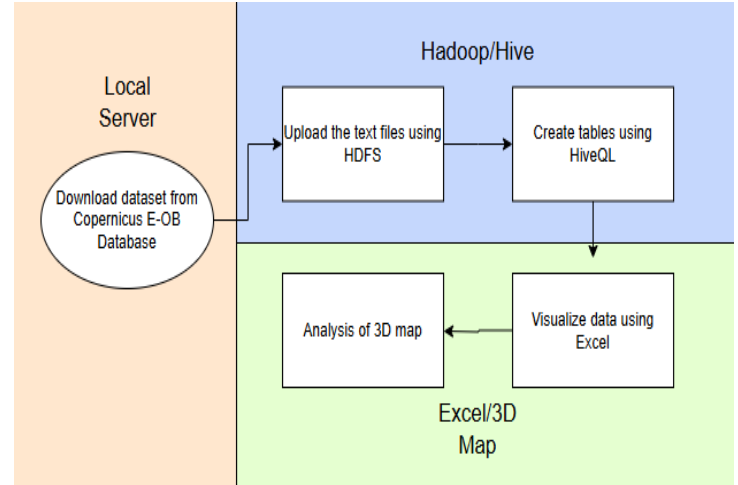 Local
Server
Download dataset from
Copernicus E-OB
Database
Hadoop/Hive
Upload the text files using
HDFS
Create tables using
HiveQL
Visualize data using
Excel
Analysis of 3D map
Excel/3D
Map